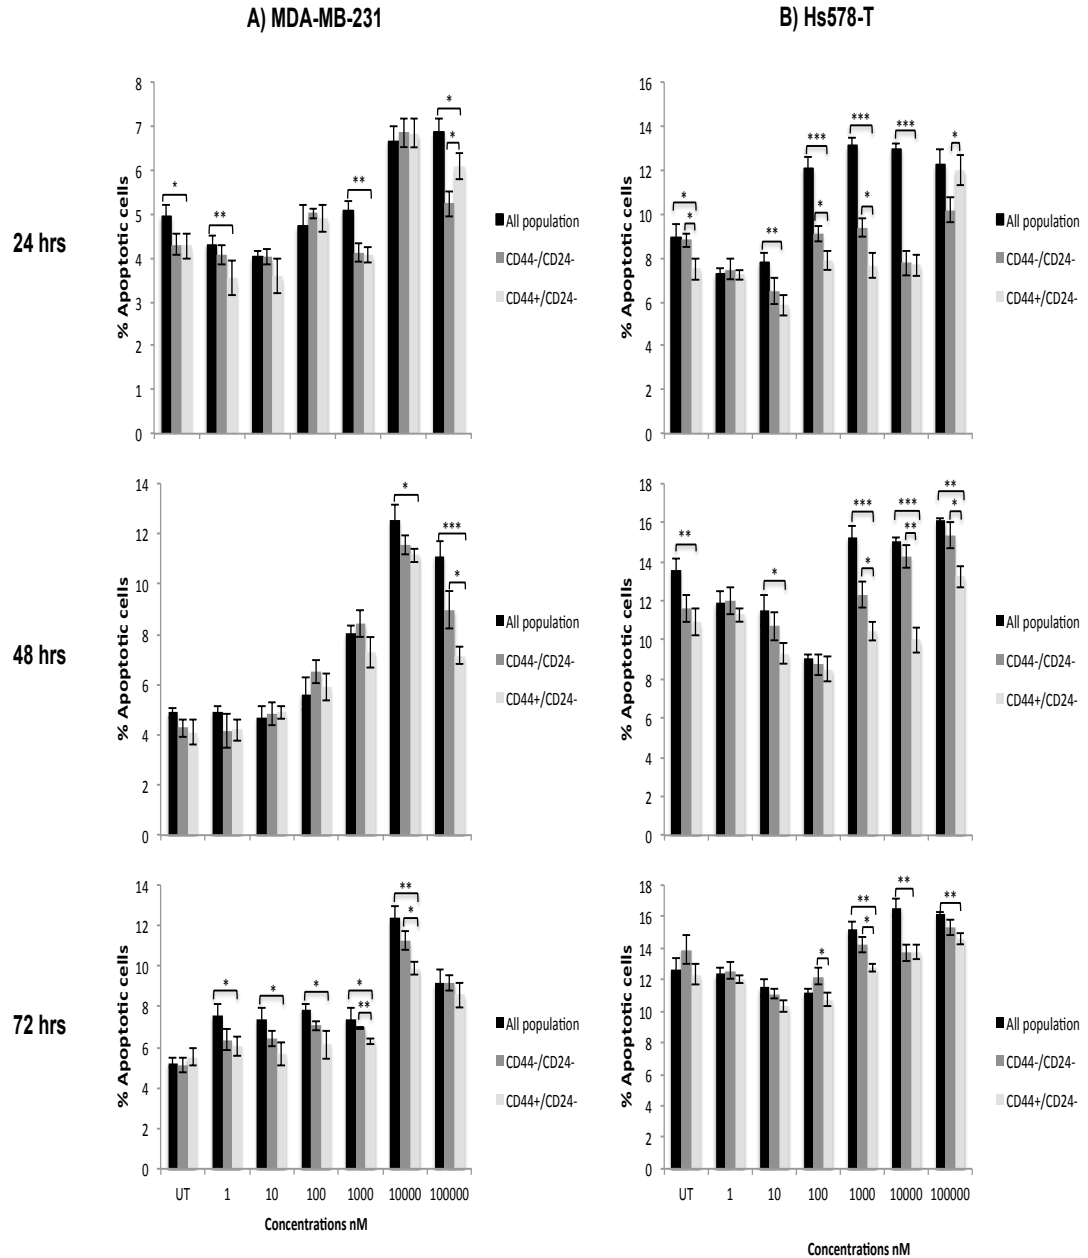 A) MDA-MB-231
B) Hs578-T
24 hrs
% Apoptotic cells
8
7
6
5
4
3
2
1
0
* ** ** * *
All population
CD44-/CD24-
CD44+/CD24-
% Apoptotic cells
16
14
12
10
8
6
4
2
0
* * ** *** * *** * *** *
All population
CD44-/CD24-
CD44+/CD24-
48 hrs
% Apoptotic cells
14
12
10
8
6
4
2
0
* *** *
All population
CD44-/CD24-
CD44+/CD24-
% Apoptotic cells
18
16
14
12
10
8
6
4
2
0
** * *** * *** ** ** *
All population
CD44-/CD24-
CD44+/CD24-
72 hrs
% Apoptotic cells
14
12
10
8
6
4
2
0
* * * * ** ** *
All population
CD44-/CD24-
CD44+/CD24-
UT 1 10 100 1000 10000 100000
Concentrations nM
% Apoptotic cells
18
16
14
12
10
8
6
4
2
0
* ** * ** **
All population
CD44-/CD24-
CD44+/CD24-
UT 1 10 100 1000 10000 100000
Concentrations nM